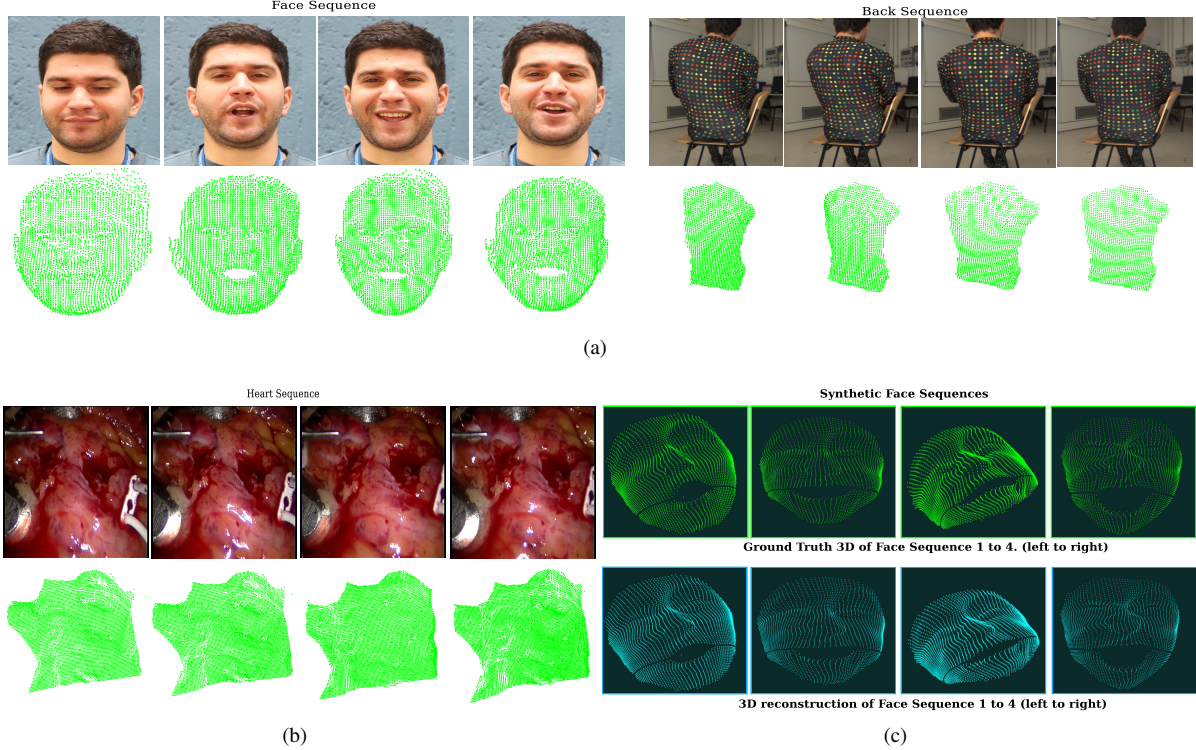 Face Sequence
Back Sequence
(a)
Heart Sequence
Synthetic Face Sequences
Ground Truth 3D of Face Sequence 1 to 4. (left to right)
3D reconstruction of Face Sequence 1 to 4 (left to right)
(b)
(c)